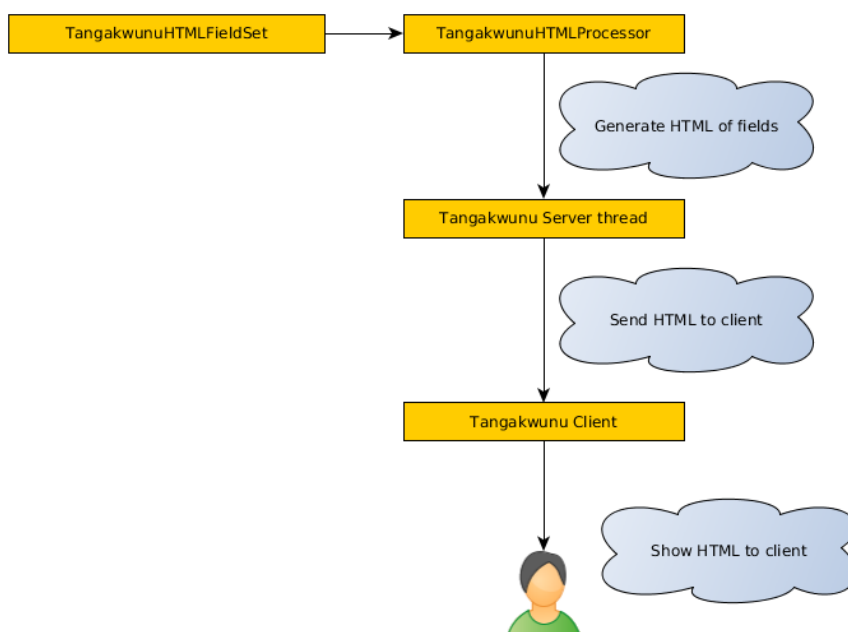 TangakwunuHTMLFieldSet
TangakwunuHTMLProcessor
Generate HTML of fields
Tangakwunu Server thread
Send HTML to client
Tangakwunu Client
Show HTML to client